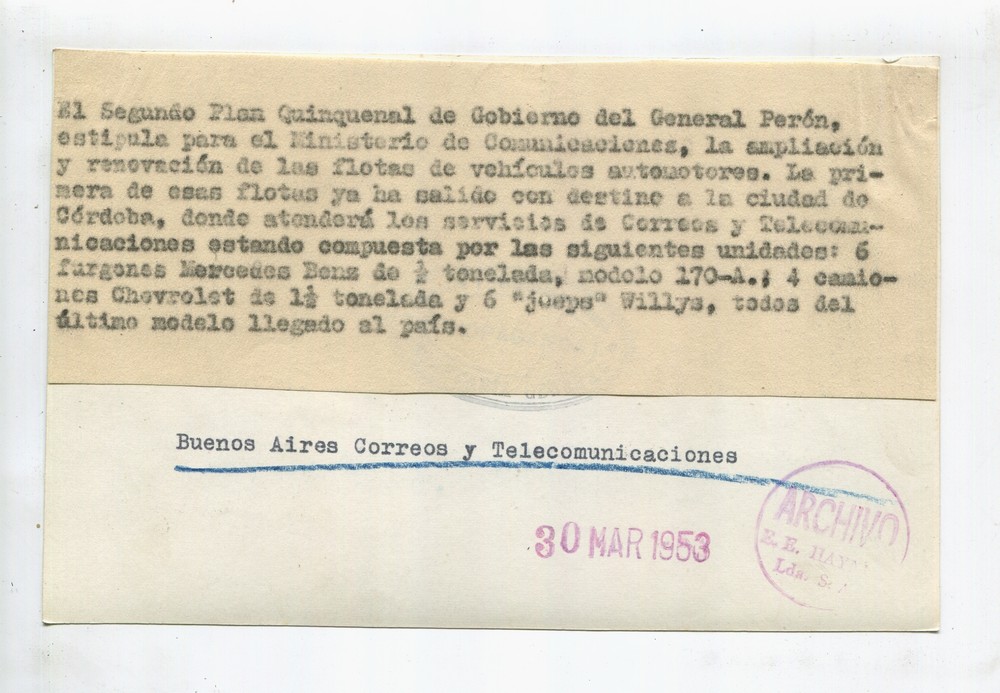 El Segundo Plan Quinquenal de Gobierno del General Perón,
estipula para el Ministerio de Comunicaciones, la ampliación
y renovación de las flotas de vehículos automotores. La pri-
mera de esas flotas ya ha salido con destino a la ciudad de
Córdoba, donde atenderá los servicios de Correos y Telecomu-
nicaciones estando compuesta por las siguientes unidades: 6
furgones Mercedes Benz de ½ tonelada, modelo 170-A.; 4 camio-
nes Chevrolet de 1½ tonelada y 6 "jeeps" Willys, todos del
último modelo llegado al país.
Buenos Aires Correos y Telecomunicaciones
30 MAR 1953
ARCHIVO
E. E. HAY
Lda. S.